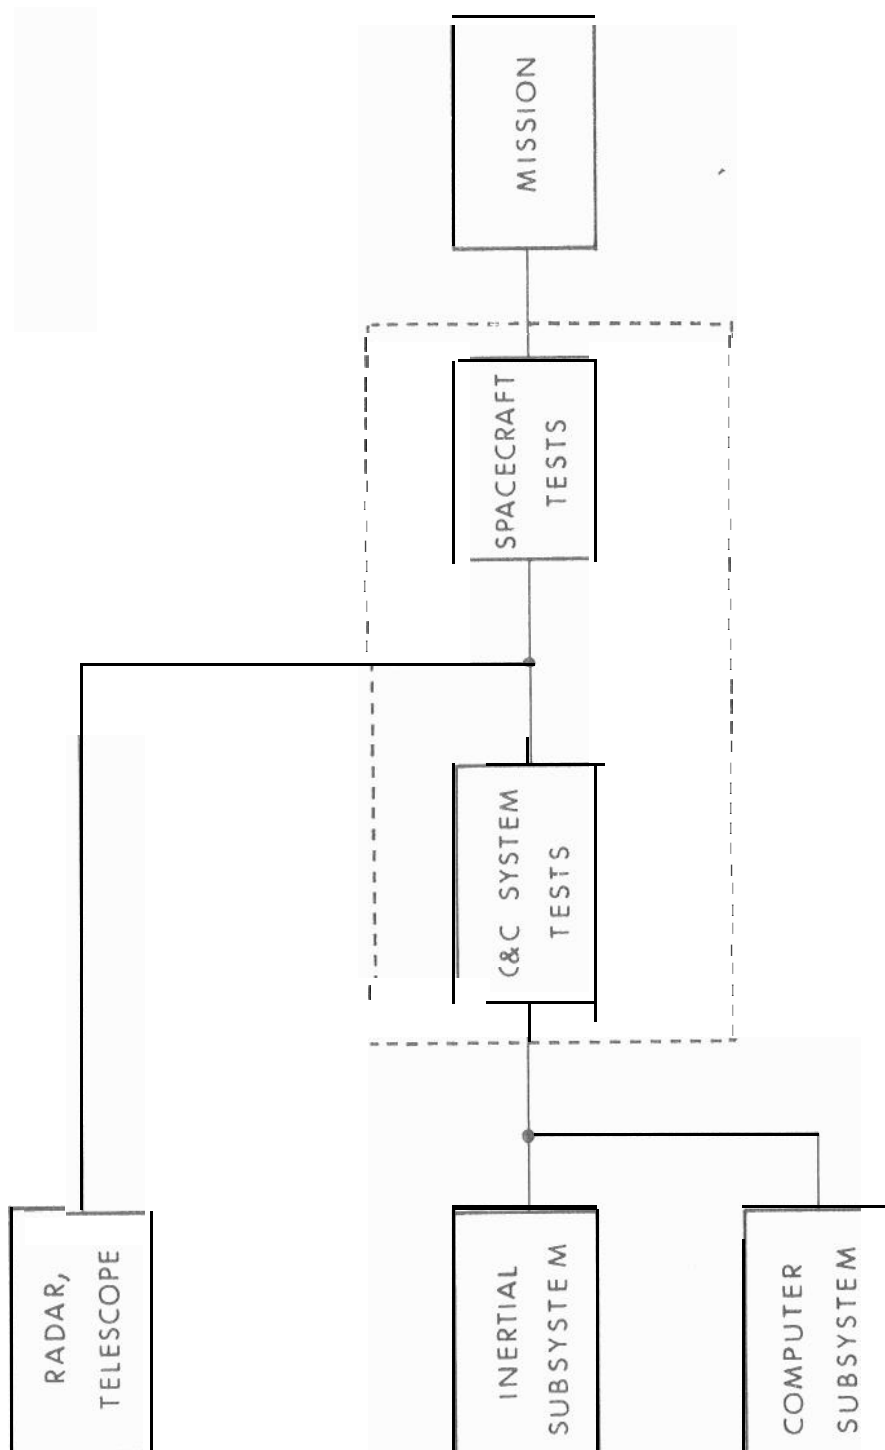 RADAR,
TELESCOPE
INERTIAL
SUBSYSTEM
COMPUTER
SUBSYSTEM
C&C SYSTEM
TESTS
SPACECRAFT
TESTS
MISSION